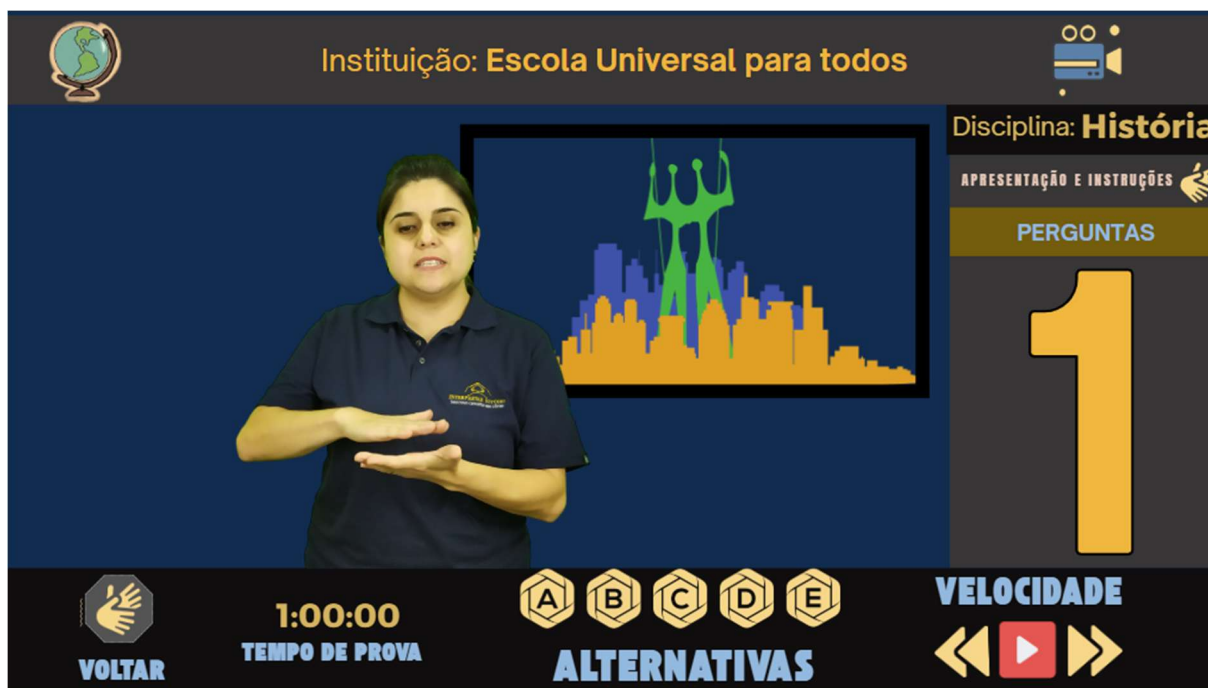 Instituição: Escola Universal para todos
Disciplina: História
APRESENTAÇÃO E INSTRUÇÕES
PERGUNTAS
1
1:00:00
TEMPO DE PROVA
VOLTAR
A B C D E
ALTERNATIVAS
VELOCIDADE